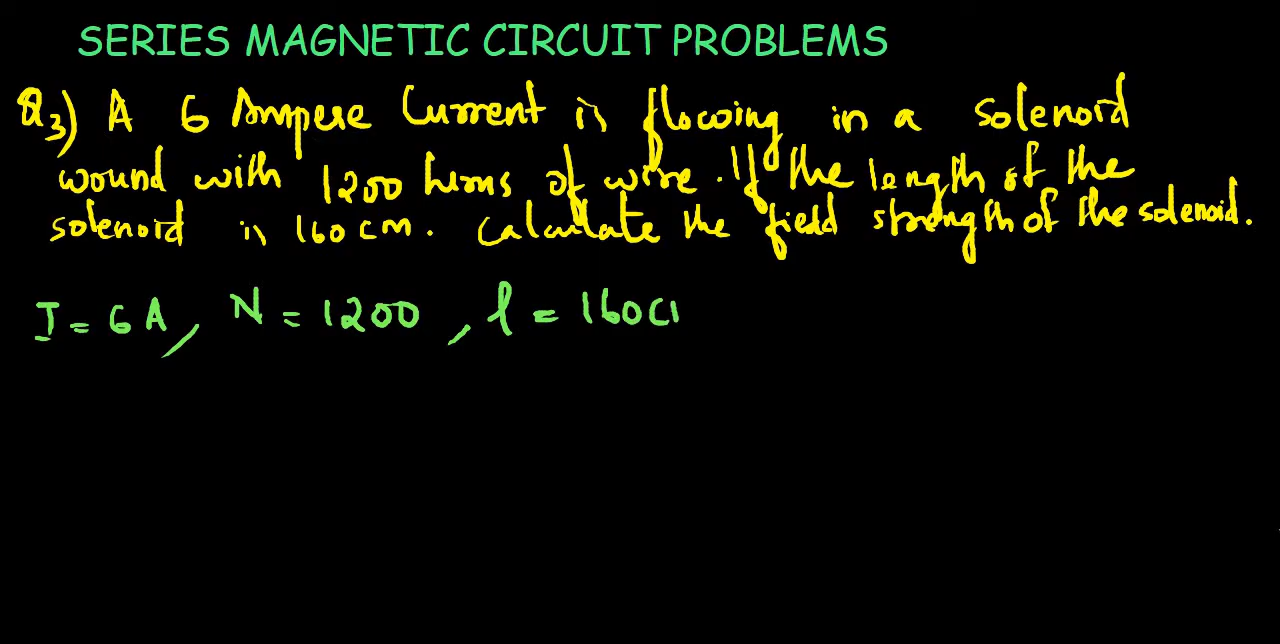 SERIES MAGNETIC CIRCUIT PROBLEMS
Q3) A 6 Ampere Current is flowing in a solenoid
wound with 1200 turns of wire. If the length of the
solenoid is 160 cm. Calculate the field strength of the solenoid.
I = 6 A, N = 1200, l = 160 c